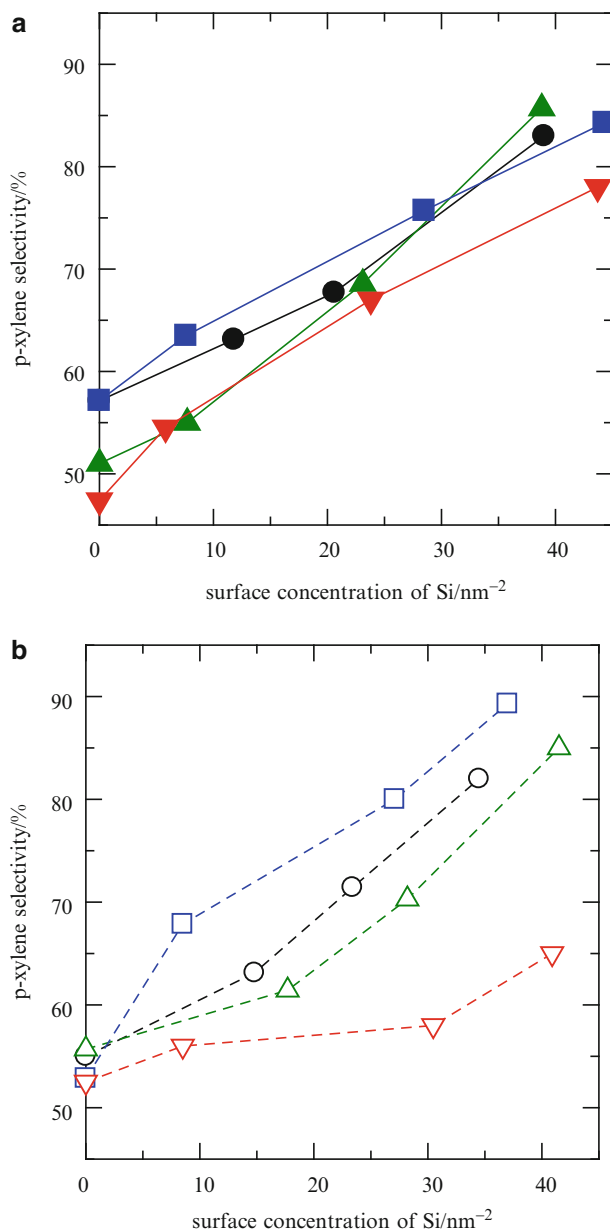 a
90
80
70
60
50
p-xylene selectivity/%
0 10 20 30 40
surface concentration of Si/nm⁻²
b
90
80
70
60
50
p-xylene selectivity/%
0 10 20 30 40
surface concentration of Si/nm⁻²